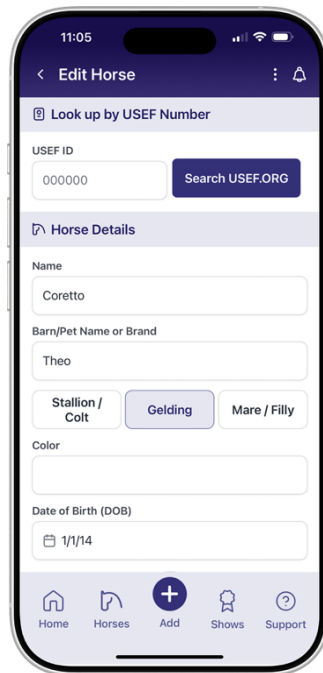 11:05
Edit Horse
Look up by USEF Number
USEF ID
000000
Search USEF.ORG
Horse Details
Name
Coretto
Barn/Pet Name or Brand
Theo
Stallion /
Colt
Gelding
Mare / Filly
Color
Date of Birth (DOB)
1/1/14
Home
Horses
Add
Shows
Support